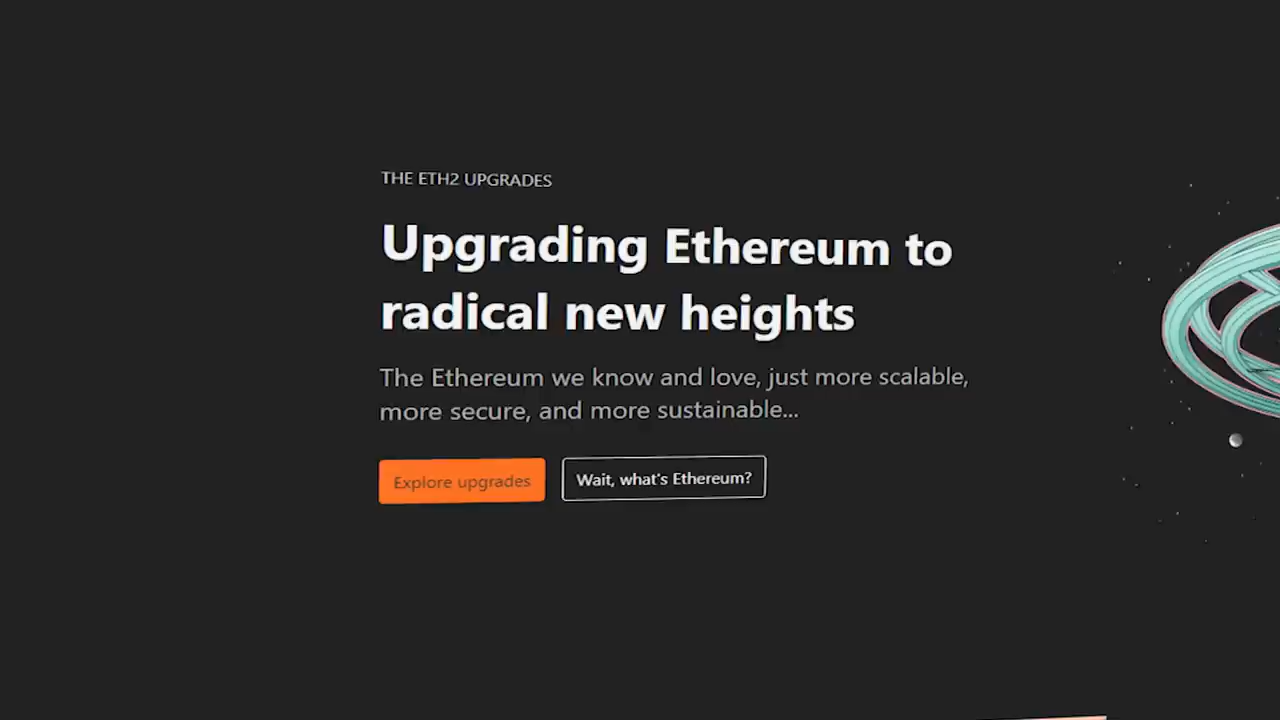 THE ETH2 UPGRADES
Upgrading Ethereum to
radical new heights
The Ethereum we know and love, just more scalable,
more secure, and more sustainable...
Explore upgrades
Wait, what's Ethereum?